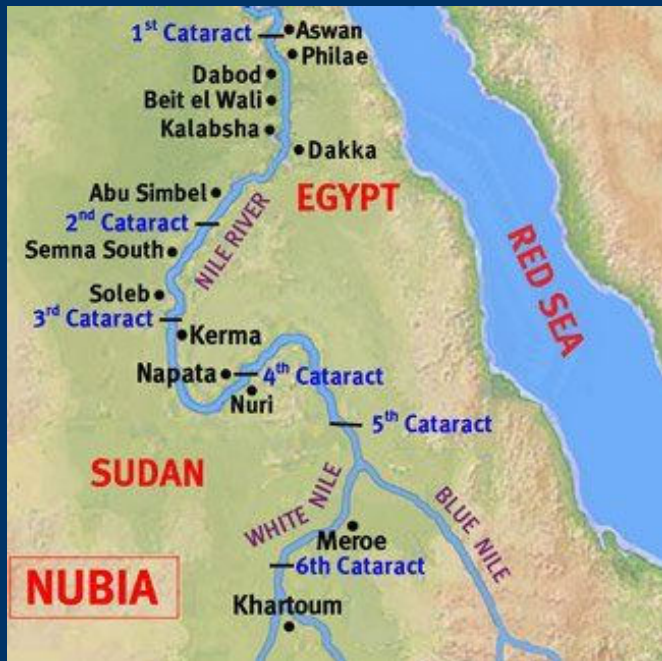 1st Cataract
Aswan
Philae
Dabod
Beit el Wali
Kalabsha
Dakka
Abu Simbel
EGYPT
2nd Cataract
NILE RIVER
RED SEA
Semna South
Soleb
3rd Cataract
Kerma
Napata
4th Cataract
Nuri
5th Cataract
SUDAN
WHITE NILE
BLUE NILE
Meroe
6th Cataract
NUBIA
Khartoum